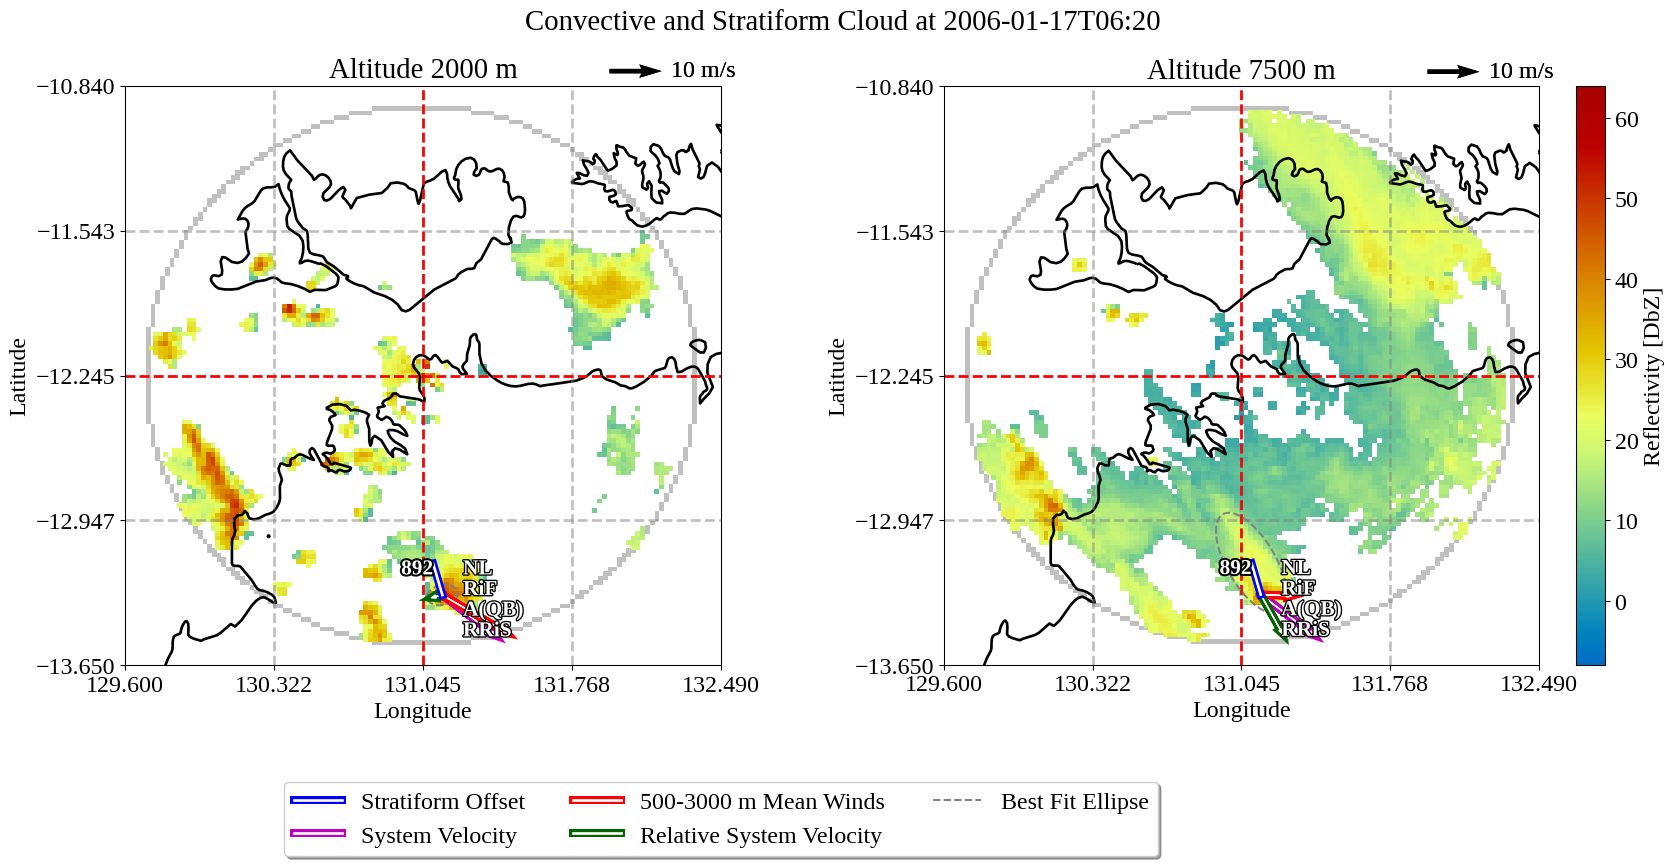 Convective and Stratiform Cloud at 2006-01-17T06:20
Altitude 2000 m
10 m/s
−10.840
−11.543
−12.245
−12.947
−13.650
Latitude
129.600
130.322
131.045
131.768
132.490
Longitude
892
NL
RiF
A(QB)
RRiS
Altitude 7500 m
10 m/s
−10.840
−11.543
−12.245
−12.947
−13.650
Latitude
129.600
130.322
131.045
131.768
132.490
Longitude
892
NL
RiF
A(QB)
RRiS
60
50
40
30
20
10
0
Reflectivity [DbZ]
Stratiform Offset
500-3000 m Mean Winds
Best Fit Ellipse
System Velocity
Relative System Velocity